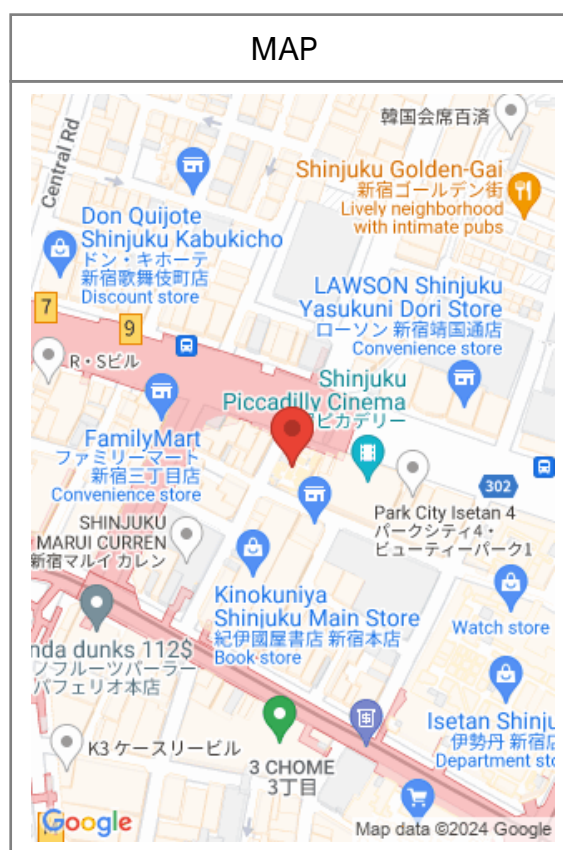 MAP
韓国会席百済
Central Rd
Shinjuku Golden-Gai
新宿ゴールデン街
Lively neighborhood
with intimate pubs
Don Quijote
Shinjuku Kabukicho
ドン・キホーテ
新宿歌舞伎町店
Discount store
LAWSON Shinjuku
Yasukuni Dori Store
ローソン 新宿靖国通店
Convenience store
7
9
R・Sビル
Shinjuku
Piccadilly Cinema
ピカデリー
FamilyMart
ファミリーマート
新宿三丁目店
Convenience store
302
Park City Isetan 4
パークシティ4・
ビューティーパーク1
SHINJUKU
MARUI CURREN
新宿マルイ カレン
Kinokuniya
Shinjuku Main Store
紀伊國屋書店 新宿本店
Book store
Watch store
nda dunks 112$
ノフルーツパーラー
パフェリオ本店
Isetan Shinju
伊勢丹 新宿店
Department sto
K3 ケースリービル
3 CHOME
3丁目
Google
Map data ©2024 Google